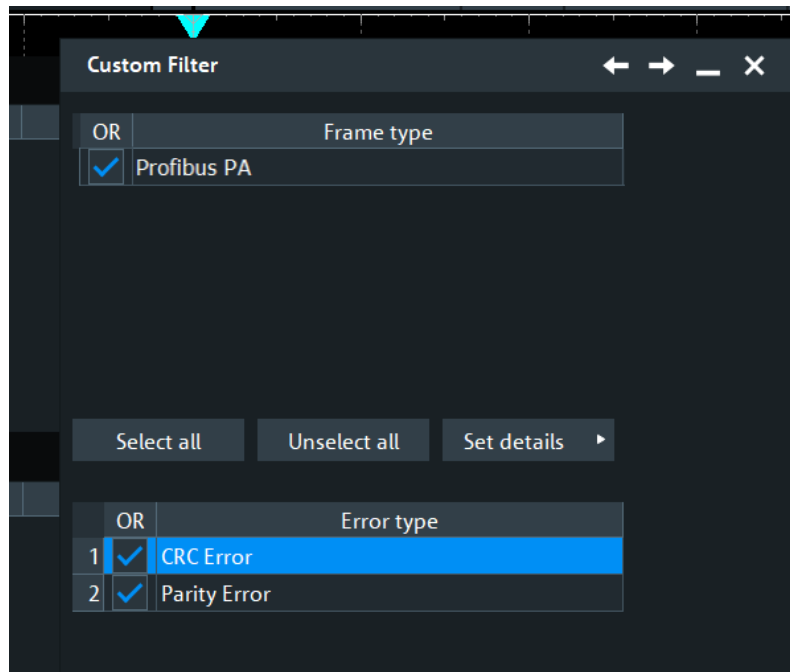 Custom Filter
OR Frame type
Profibus PA
Select all Unselect all Set details
OR Error type
1 CRC Error
2 Parity Error